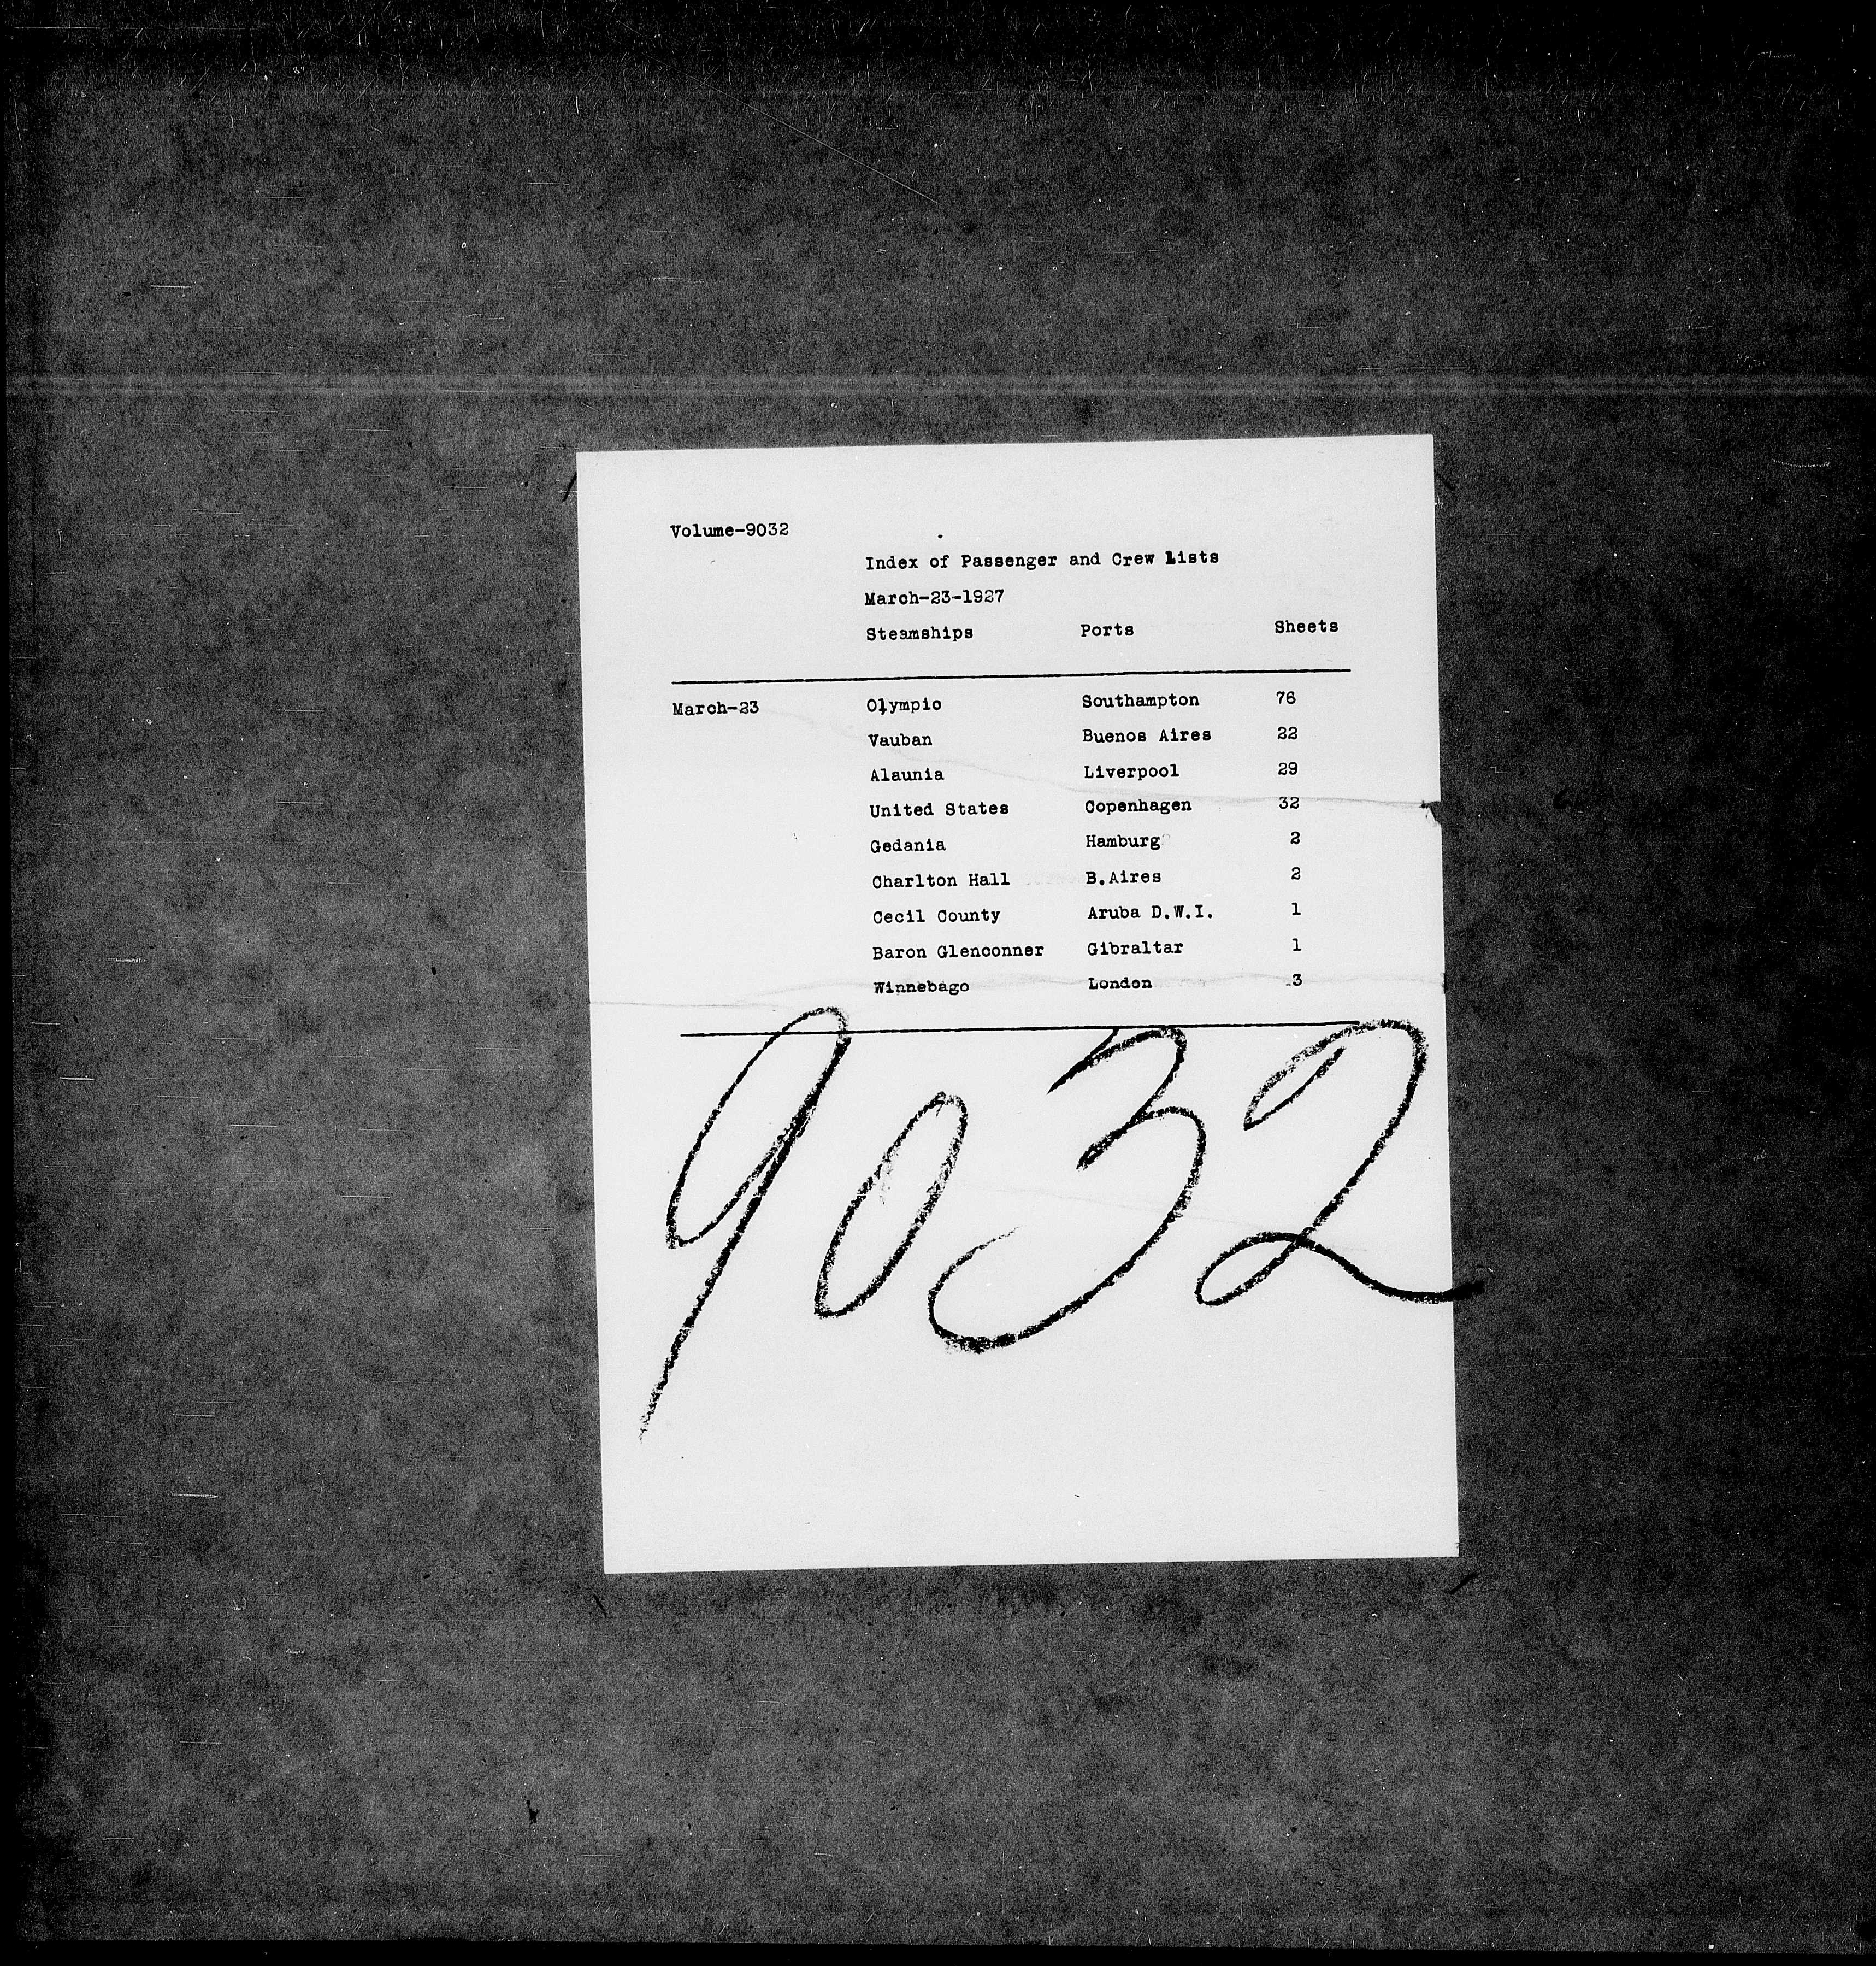 Volume-9032
Index of Passenger and Crew Lists
March-23-1927
Steamships Ports Sheets
March-23 Olympic Southampton 76
Vauban Buenos Aires 22
Alaunia Liverpool 29
United States Copenhagen 32
Gedania Hamburg 2
Charlton Hall B.Aires 2
Cecil County Aruba D.W.I. 1
Baron Glenconner Gibraltar 1
Winnebago London 3
9032